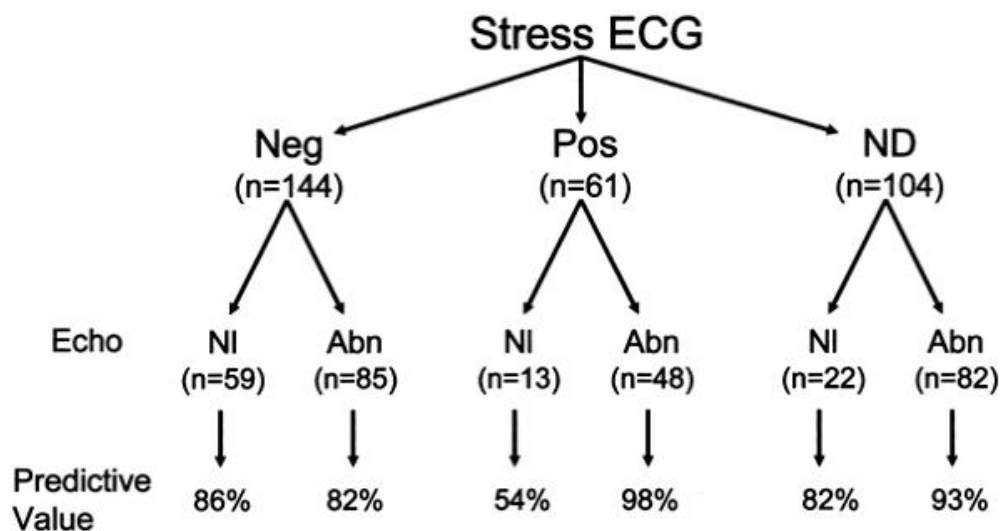 Stress ECG
Neg Pos ND
(n=144) (n=61) (n=104)
Echo Nl Abn Nl Abn Nl Abn
(n=59) (n=85) (n=13) (n=48) (n=22) (n=82)
Predictive
Value 86% 82% 54% 98% 82% 93%